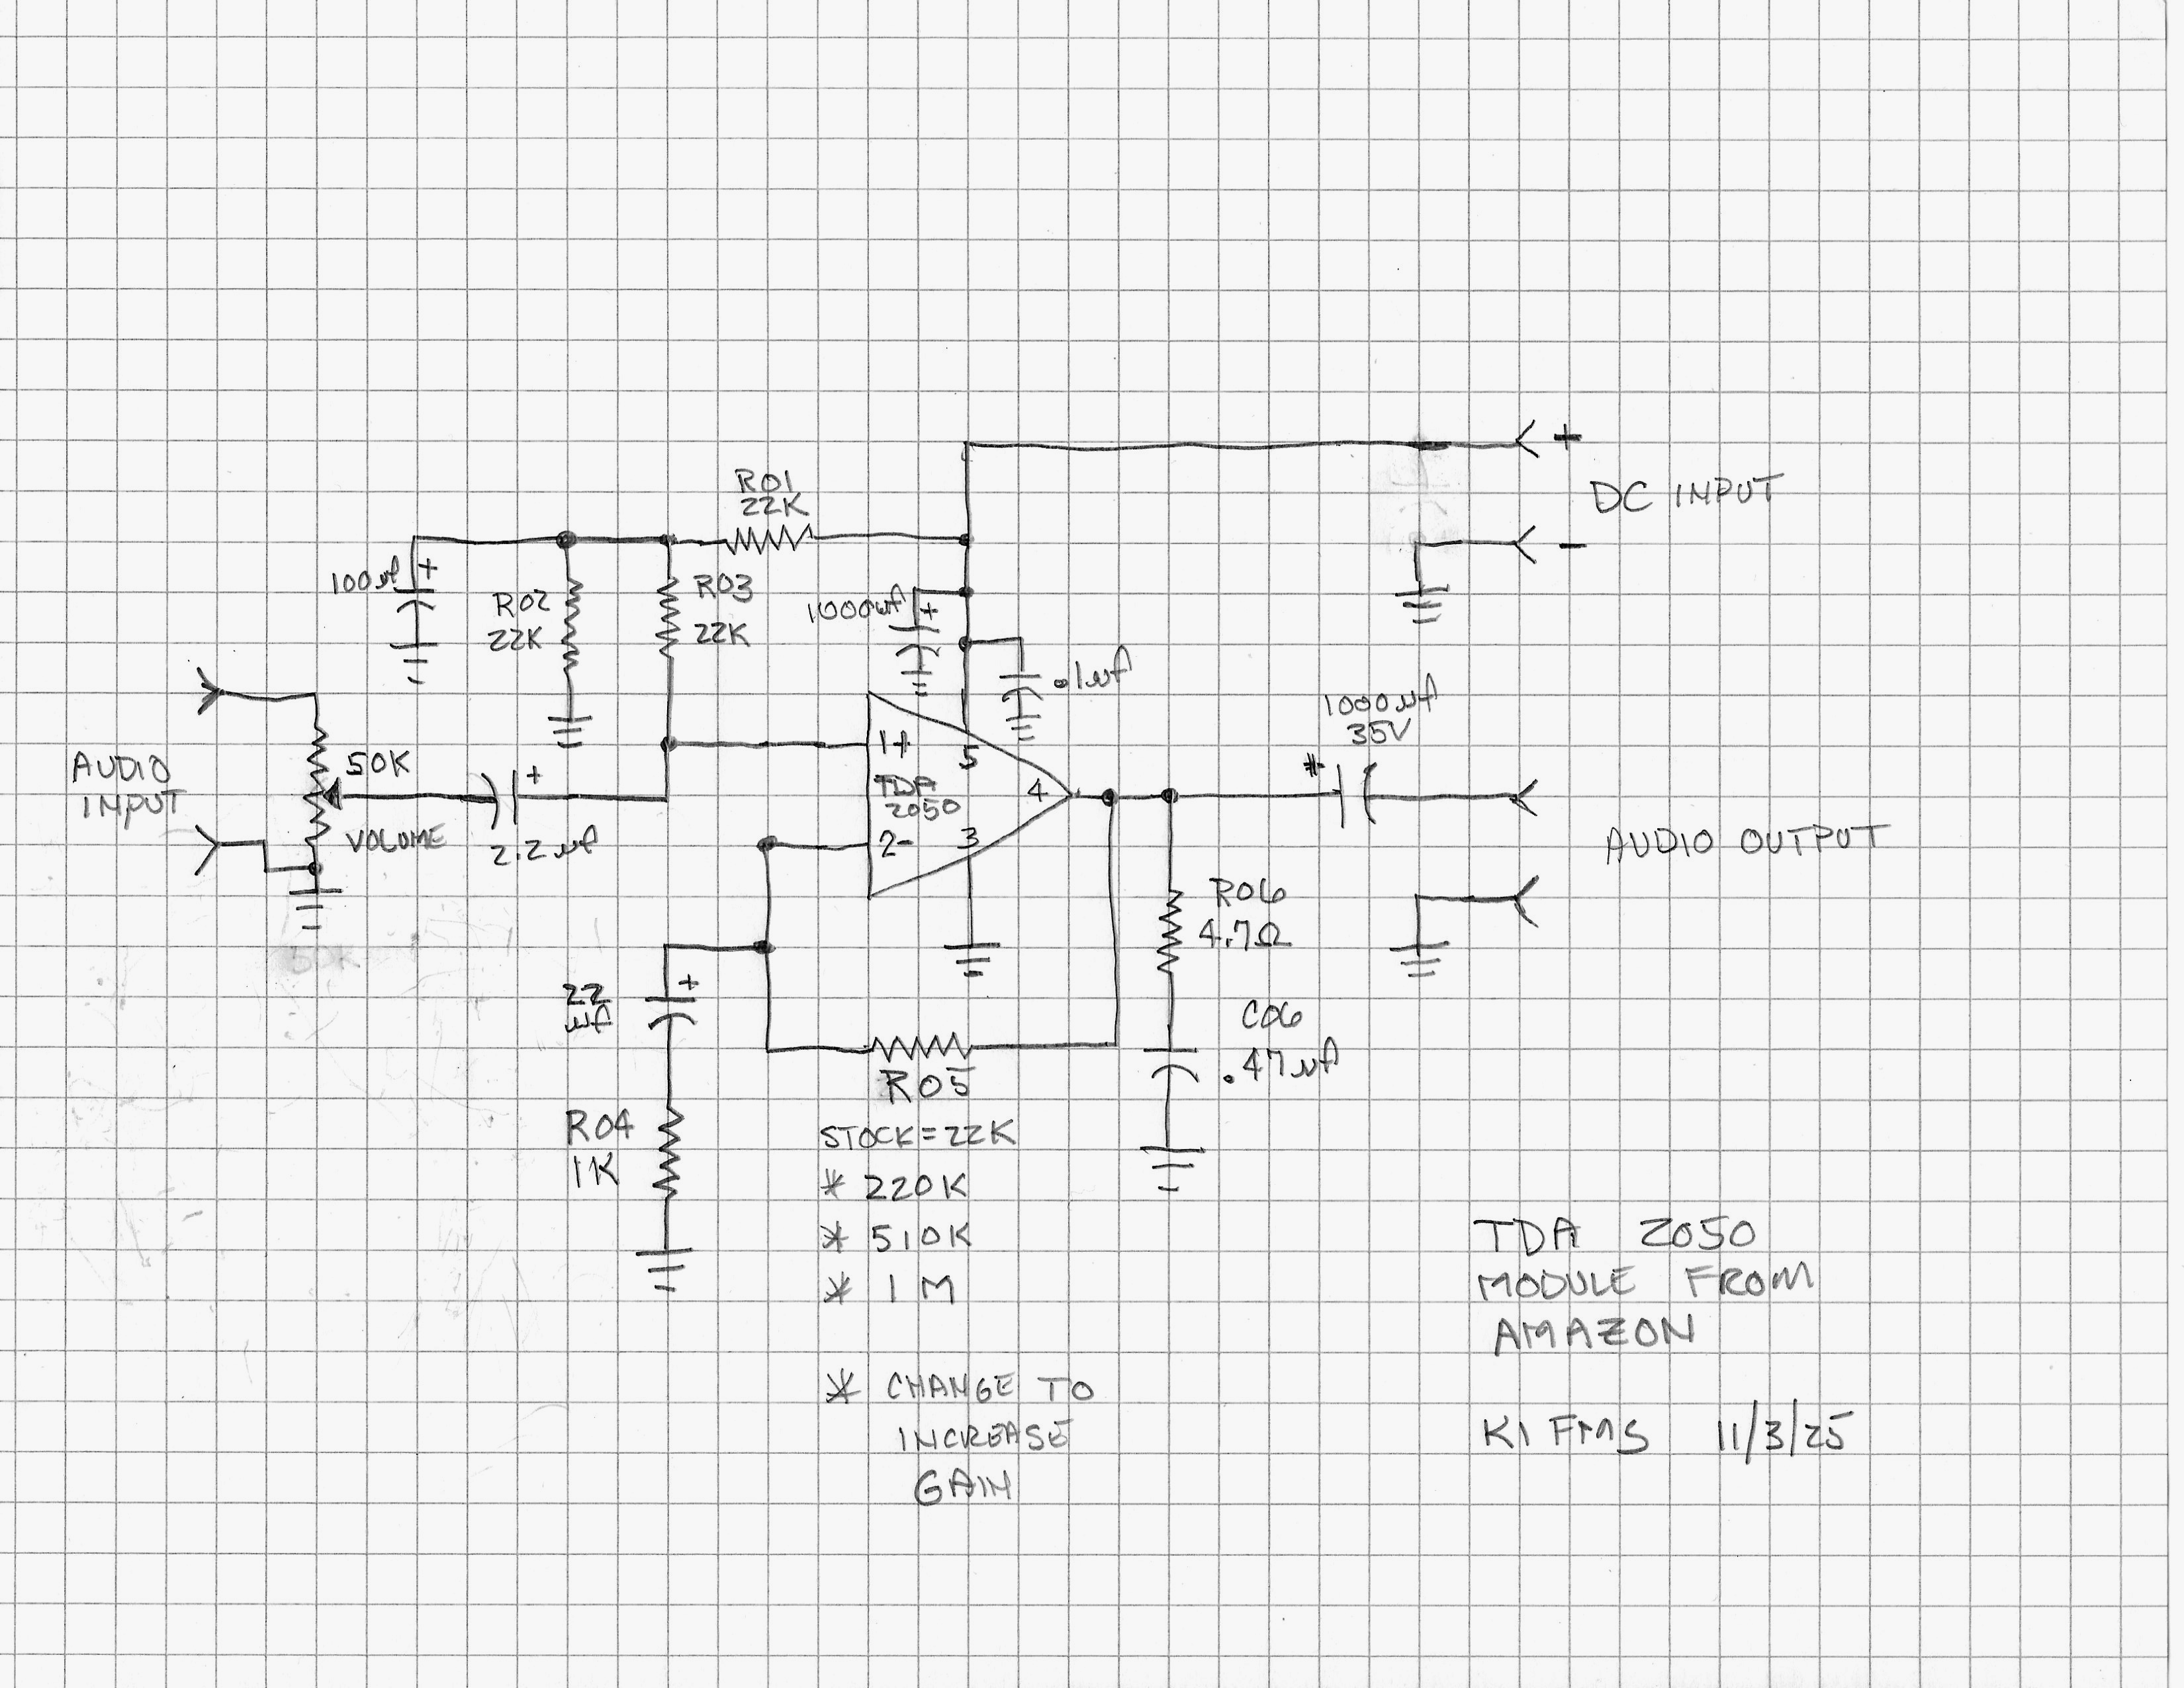 R01
22K
+
DC INPUT
-
100uf +
R02
22K
R03
22K
1000uf +
.1uf
1000uf
35V
+
AUDIO
INPUT
50K
VOLUME
+
2.2uf
1+
5
TDA
2050
4
2-
3
AUDIO OUTPUT
R06
4.7Ω
22
uf
+
C06
.47uf
R05
R04
1K
STOCK=22K
* 220K
* 510K
* 1M
* CHANGE TO
INCREASE
GAIN
TDA 2050
MODULE FROM
AMAZON
K1FMS 11/3/25